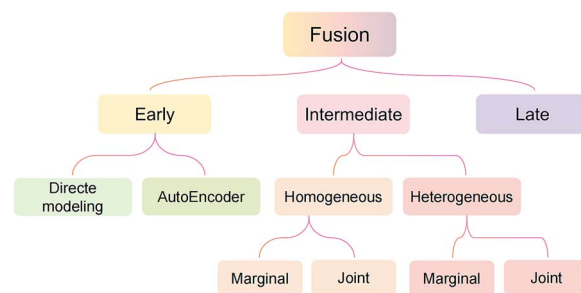 Fusion
Early
Intermediate
Late
Directe
modeling
AutoEncoder
Homogeneous
Heterogeneous
Marginal
Joint
Marginal
Joint